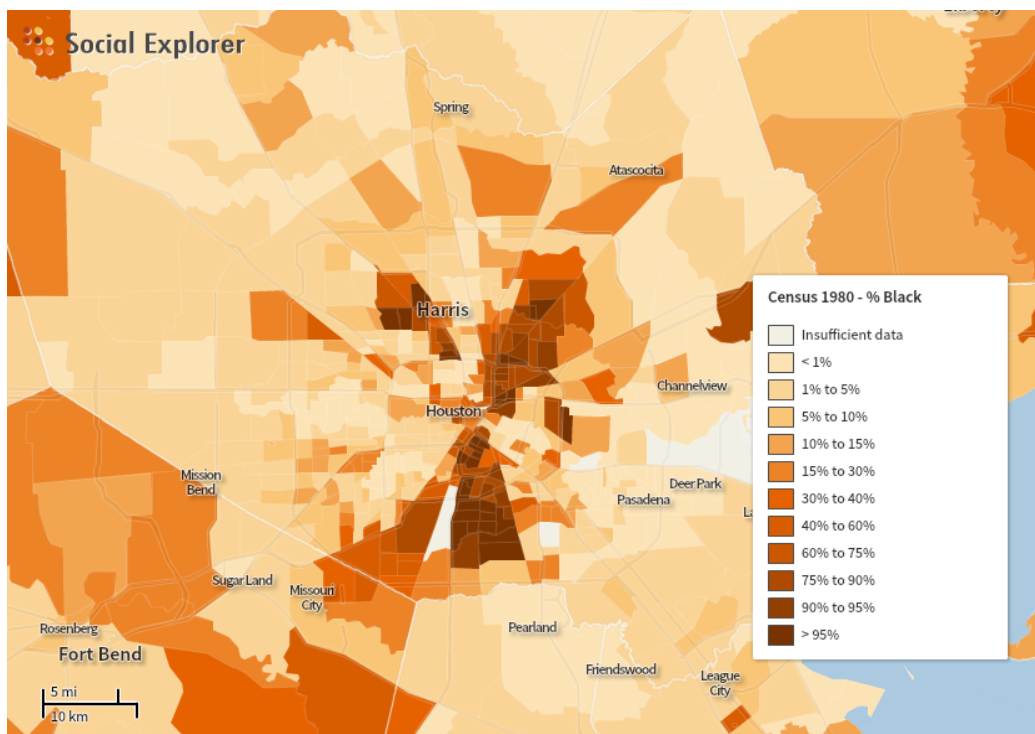 Social Explorer
Spring
Atascocita
Harris
Channelview
Houston
Mission
Bend
Deer Park
Pasadena
Sugar Land
Missouri
City
Rosenberg
Fort Bend
Pearland
Friendswood
League
City
5 mi
10 km
Census 1980 - % Black
Insufficient data
< 1%
1% to 5%
5% to 10%
10% to 15%
15% to 30%
30% to 40%
40% to 60%
60% to 75%
75% to 90%
90% to 95%
> 95%